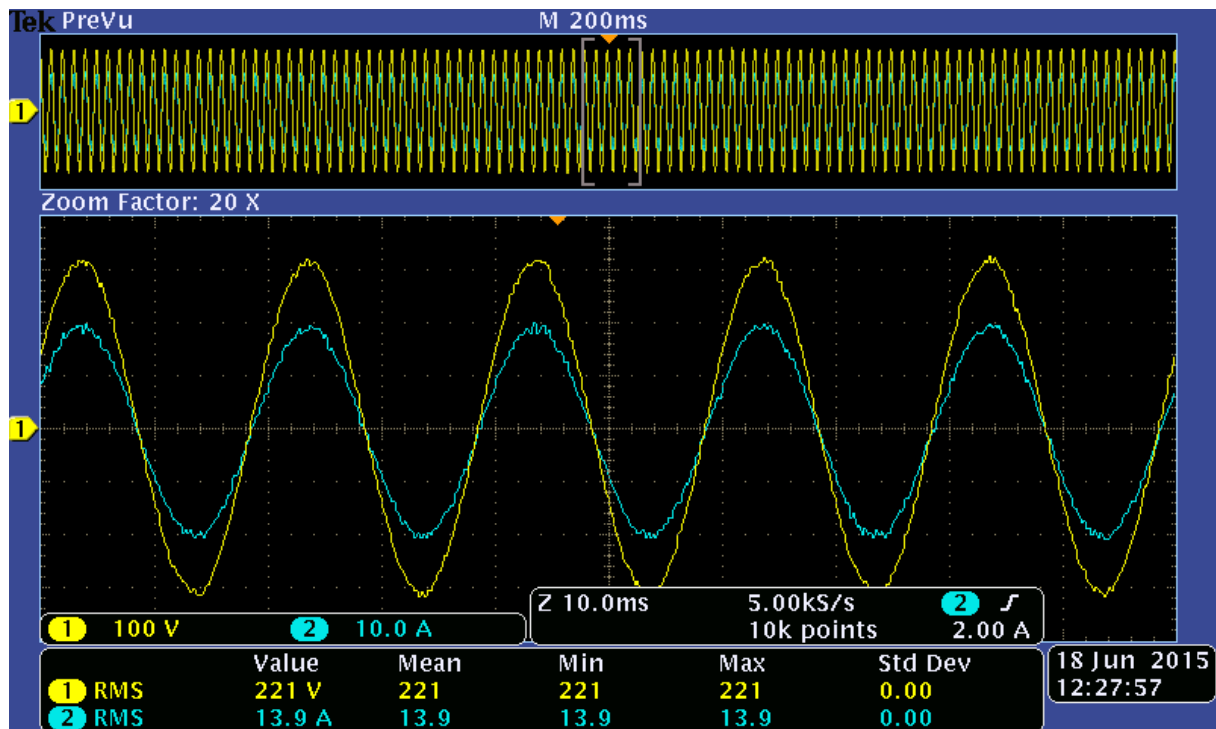 Tek PreVu M 200ms
1
Zoom Factor: 20 X
1
1 100 V 2 10.0 A
Z 10.0ms 5.00kS/s 2
10k points 2.00 A
Value Mean Min Max Std Dev
1 RMS 221 V 221 221 221 0.00
2 RMS 13.9 A 13.9 13.9 13.9 0.00
18 Jun 2015
12:27:57